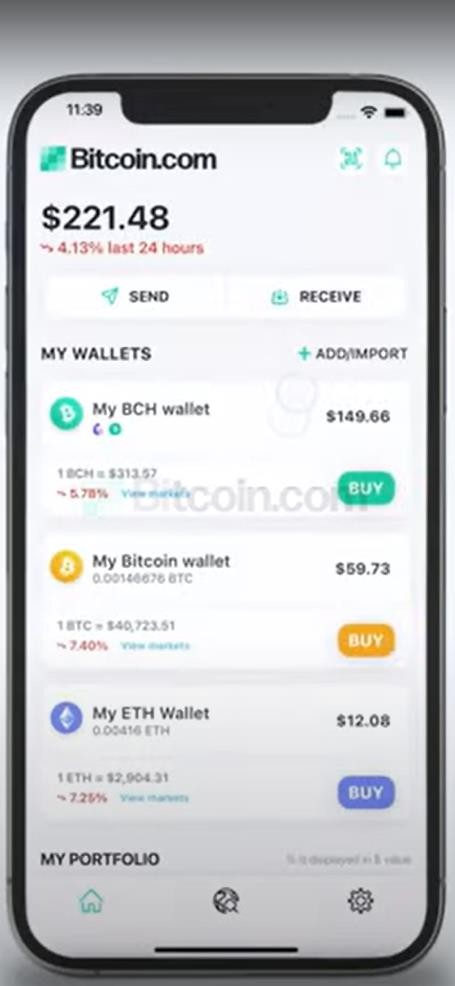 11:39
Bitcoin.com
$221.48
4.13% last 24 hours
SEND RECEIVE
MY WALLETS + ADD/IMPORT
My BCH wallet
$149.66
1 BCH = $313.57
5.78% View markets
BUY
Bitcoin.com
My Bitcoin wallet
0.00146676 BTC
$59.73
1 BTC = $40,723.51
7.40% View markets
BUY
My ETH Wallet
0.00416 ETH
$12.08
1 ETH = $2,904.31
7.25% View markets
BUY
MY PORTFOLIO % is displayed in $ value